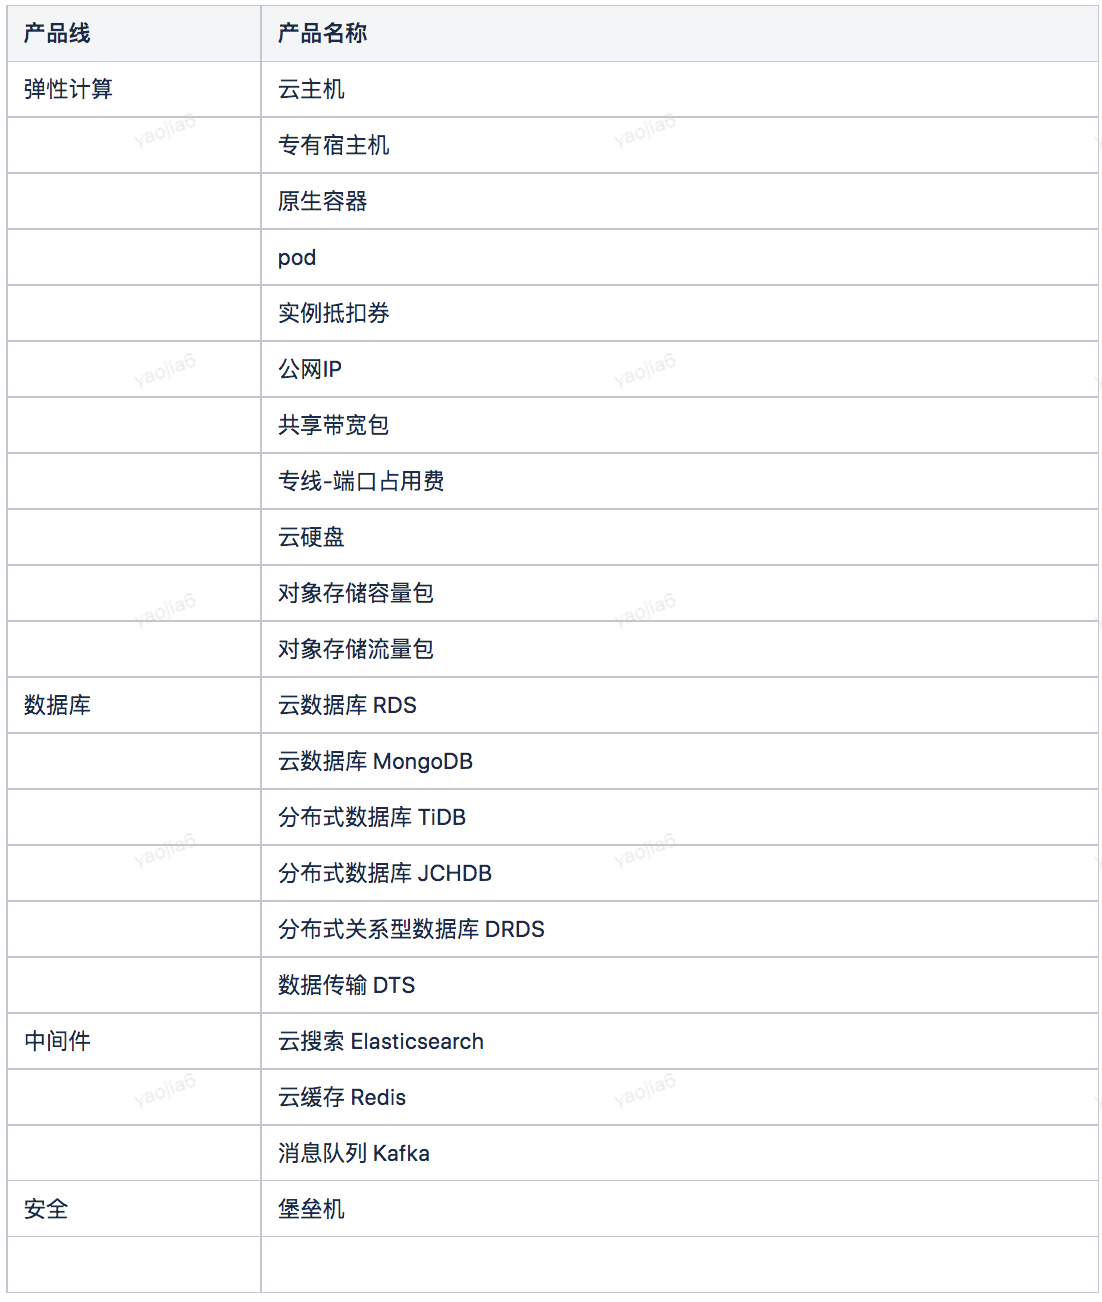 产品线 产品名称
弹性计算 云主机
专有宿主机
原生容器
pod
实例抵扣券
公网IP
共享带宽包
专线-端口占用费
云硬盘
对象存储容量包
对象存储流量包
数据库 云数据库 RDS
云数据库 MongoDB
分布式数据库 TiDB
分布式数据库 JCHDB
分布式关系型数据库 DRDS
数据传输 DTS
中间件 云搜索 Elasticsearch
云缓存 Redis
消息队列 Kafka
安全 堡垒机
yaojia6 yaojia6
yaojia6 yaojia6
yaojia6 yaojia6
yaojia6 yaojia6
yaojia6 yaojia6